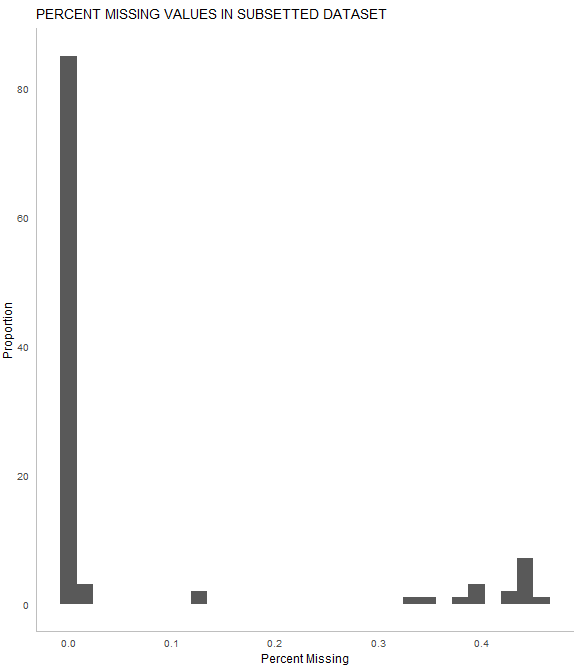 PERCENT MISSING VALUES IN SUBSETTED DATASET
Proportion
80
60
40
20
0
0.0 0.1 0.2 0.3 0.4
Percent Missing